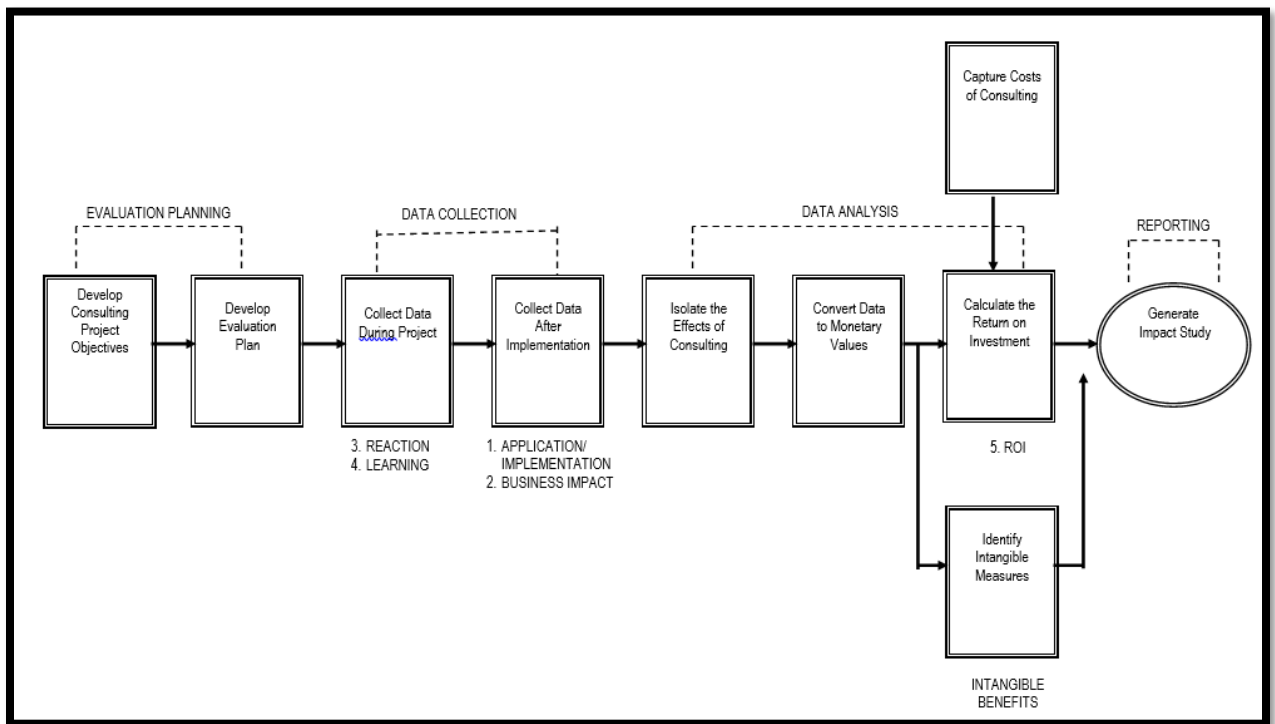 Capture Costs
of Consulting
EVALUATION PLANNING
DATA COLLECTION
DATA ANALYSIS
REPORTING
Develop
Consulting
Project
Objectives
Develop
Evaluation
Plan
Collect Data
During Project
Collect Data
After
Implementation
Isolate the
Effects of
Consulting
Convert Data
to Monetary
Values
Calculate the
Return on
Investment
Generate
Impact Study
3. REACTION
4. LEARNING
1. APPLICATION/
IMPLEMENTATION
2. BUSINESS IMPACT
5. ROI
Identify
Intangible
Measures
INTANGIBLE
BENEFITS